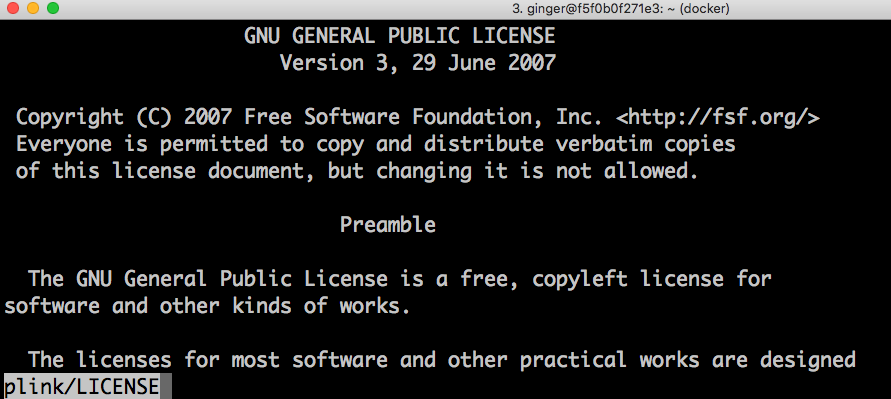 3. ginger@f5f0b0f271e3: ~ (docker)
GNU GENERAL PUBLIC LICENSE
Version 3, 29 June 2007
Copyright (C) 2007 Free Software Foundation, Inc. <http://fsf.org/>
Everyone is permitted to copy and distribute verbatim copies
of this license document, but changing it is not allowed.
Preamble
The GNU General Public License is a free, copyleft license for
software and other kinds of works.
The licenses for most software and other practical works are designed
plink/LICENSE